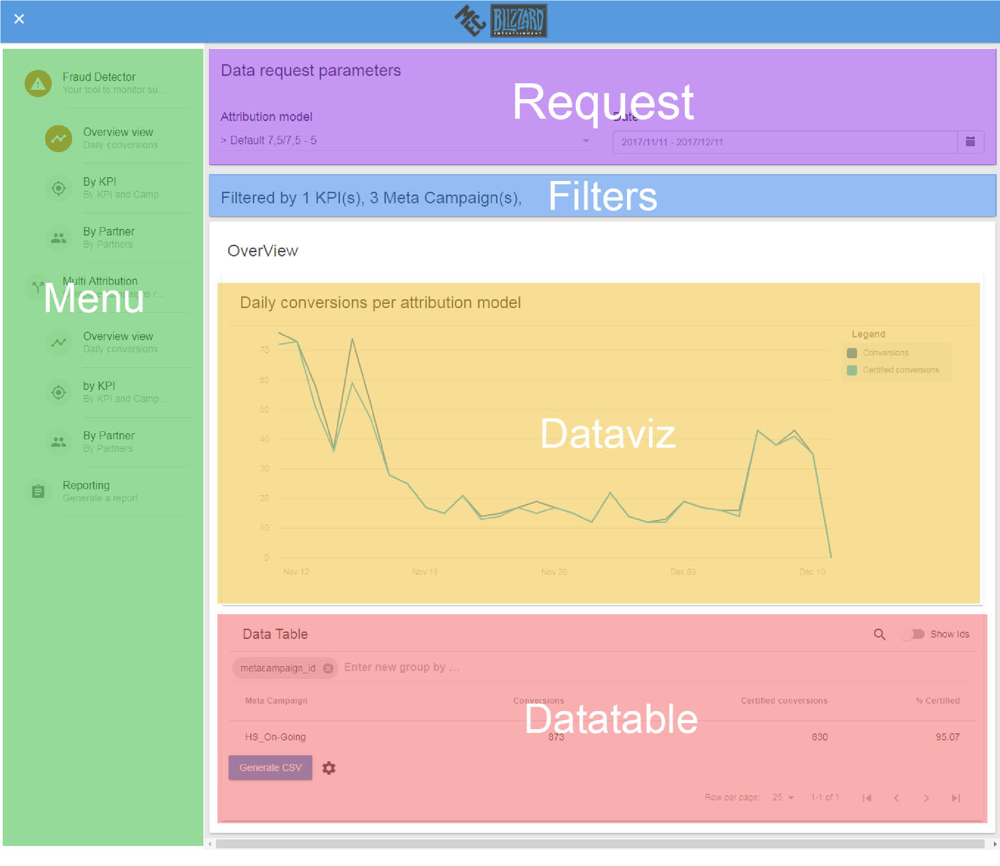 MEC BLIZZARD
ENTERTAINMENT
Fraud Detector
Your tool to monitor su...
Overview view
Daily conversions
By KPI
By KPI and Camp...
By Partner
By Partners
Multi Attribution
campaigns r...
Menu
Overview view
Daily conversions
by KPI
By KPI and Camp...
By Partner
By Partners
Reporting
Generate a report
Data request parameters
Request
Attribution model
Date
> Default 7,5/7,5 - 5
2017/11/11 - 2017/12/11
Filtered by 1 KPI(s), 3 Meta Campaign(s),
Filters
OverView
Daily conversions per attribution model
Legend
Conversions
Certified conversions
70
60
50
40
30
20
10
0
Nov 12 Nov 19 Nov 26 Dec 03 Dec 10
Dataviz
Data Table
Show Ids
metacampaign_id Enter new group by ...
Meta Campaign Conversions Certified conversions % Certified
Datatable
HS_On-Going 873 830 95.07
Generate CSV
Row per page: 25 1-1 of 1